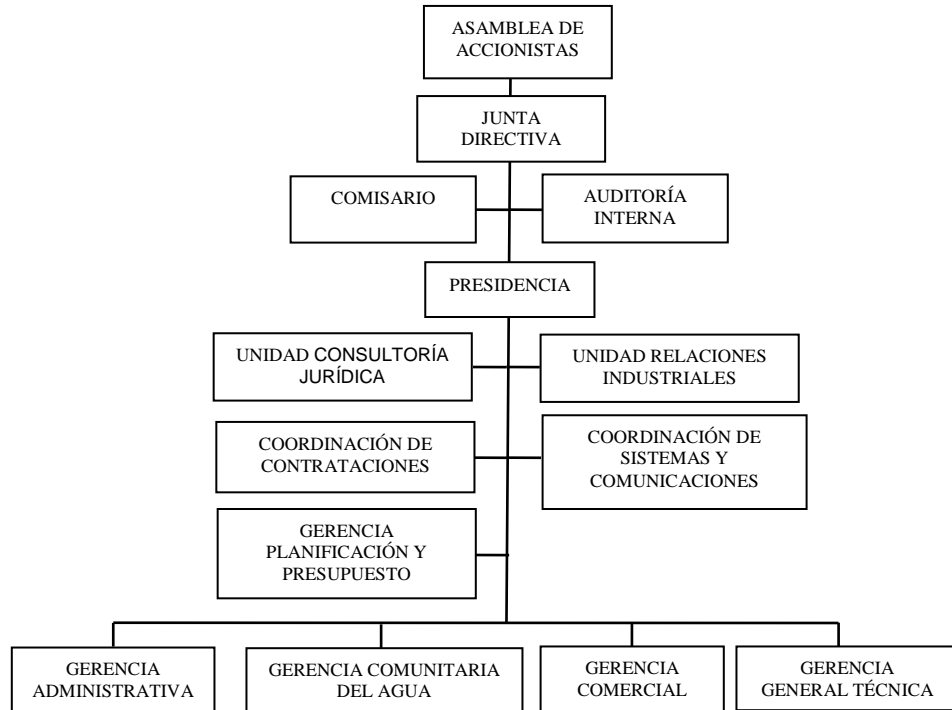 ASAMBLEA DE
ACCIONISTAS
JUNTA
DIRECTIVA
COMISARIO
AUDITORÍA
INTERNA
PRESIDENCIA
UNIDAD CONSULTORÍA
JURÍDICA
UNIDAD RELACIONES
INDUSTRIALES
COORDINACIÓN DE
CONTRATACIONES
COORDINACIÓN DE
SISTEMAS Y
COMUNICACIONES
GERENCIA
PLANIFICACIÓN Y
PRESUPUESTO
GERENCIA
ADMINISTRATIVA
GERENCIA COMUNITARIA
DEL AGUA
GERENCIA
COMERCIAL
GERENCIA
GENERAL TÉCNICA